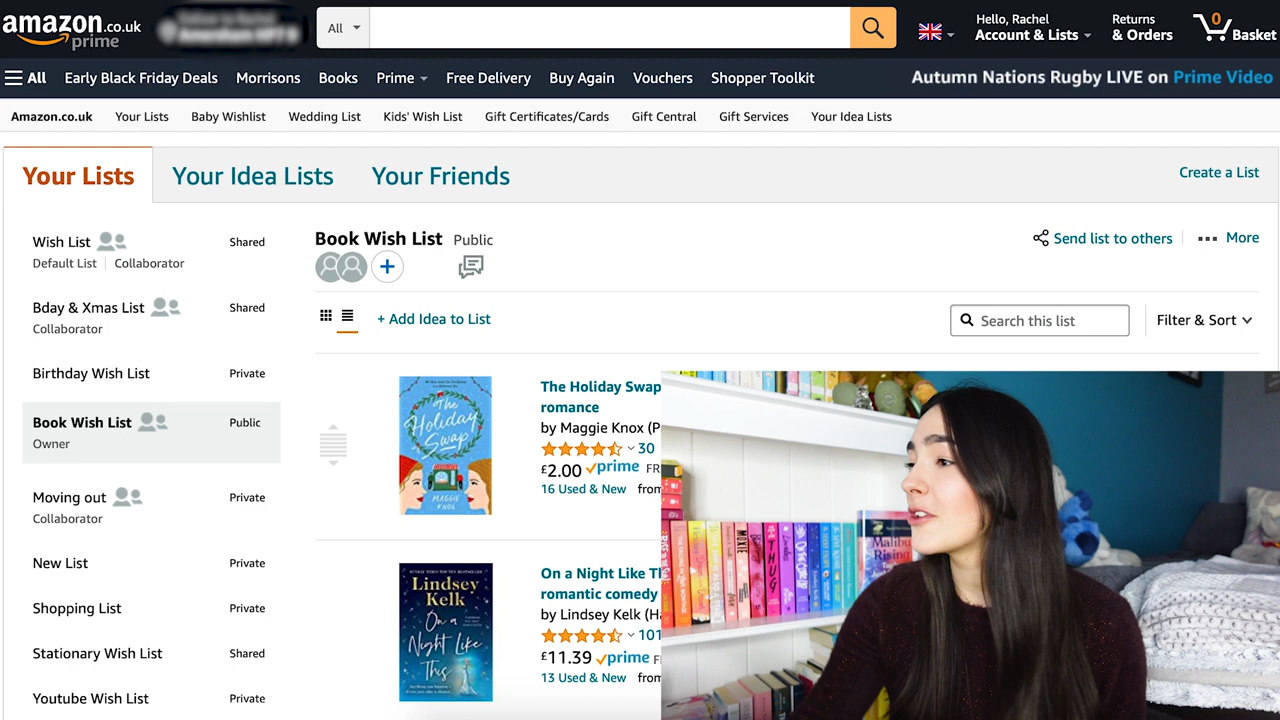 amazon.co.uk
prime
All
Hello, Rachel
Account & Lists
Returns
& Orders
0
Basket
All
Early Black Friday Deals
Morrisons
Books
Prime
Free Delivery
Buy Again
Vouchers
Shopper Toolkit
Autumn Nations Rugby LIVE on Prime Video
Amazon.co.uk
Your Lists
Baby Wishlist
Wedding List
Kids' Wish List
Gift Certificates/Cards
Gift Central
Gift Services
Your Idea Lists
Your Lists
Your Idea Lists
Your Friends
Create a List
Wish List
Shared
Default List
Collaborator
Bday & Xmas List
Shared
Collaborator
Birthday Wish List
Private
Book Wish List
Public
Owner
Moving out
Private
Collaborator
New List
Private
Shopping List
Private
Stationary Wish List
Shared
Youtube Wish List
Private
Book Wish List
Public
Send list to others
More
+ Add Idea to List
Search this list
Filter & Sort
The
Holiday
Swap
MAGGIE
KNOX
The Holiday Swap
romance
by Maggie Knox (P
30
£2.00 prime FR
16 Used & New from
Lindsey
Kelk
On a
Night Like
This
On a Night Like Th
romantic comedy
by Lindsey Kelk (Ha
101
£11.39 prime F
13 Used & New from
Malibu
Rising
MOXIE
THUG